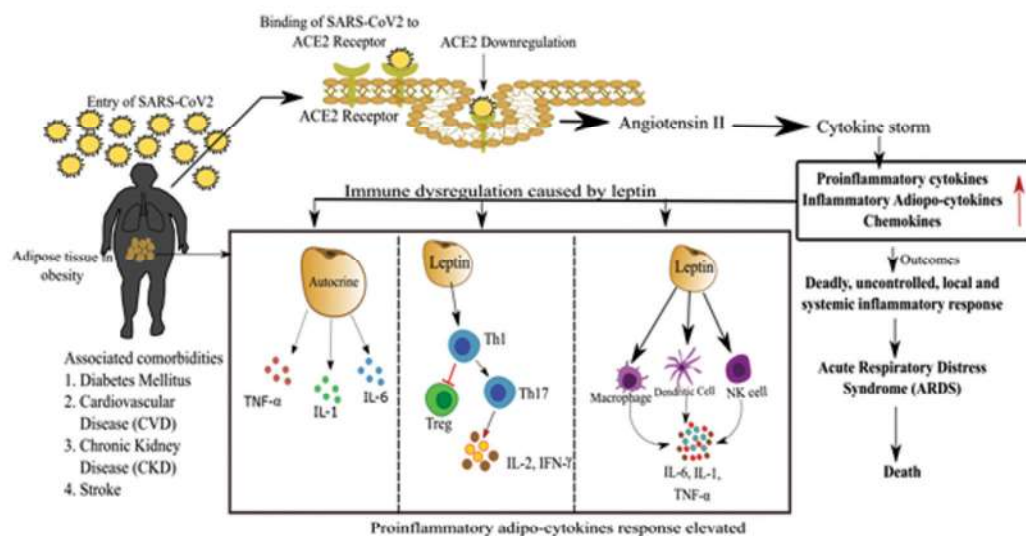 Binding of SARS-CoV2 to
ACE2 Receptor
ACE2 Downregulation
Entry of SARS-CoV2
ACE2 Receptor
Angiotensin II
Cytokine storm
Immune dysregulation caused by leptin
Proinflammatory cytokines
Inflammatory Adiopo-cytokines
Chemokines
Adipose tissue in
obesity
Autocrine
Leptin
Leptin
Outcomes
Deadly, uncontrolled, local and
systemic inflammatory response
Th1
Associated comorbidities
1. Diabetes Mellitus
2. Cardiovascular
Disease (CVD)
3. Chronic Kidney
Disease (CKD)
4. Stroke
TNF-α
IL-1
IL-6
Treg
Th17
IL-2, IFN-γ
Macrophage
Dendritic Cell
NK cell
IL-6, IL-1,
TNF-α
Acute Respiratory Distress
Syndrome (ARDS)
Death
Proinflammatory adipo-cytokines response elevated